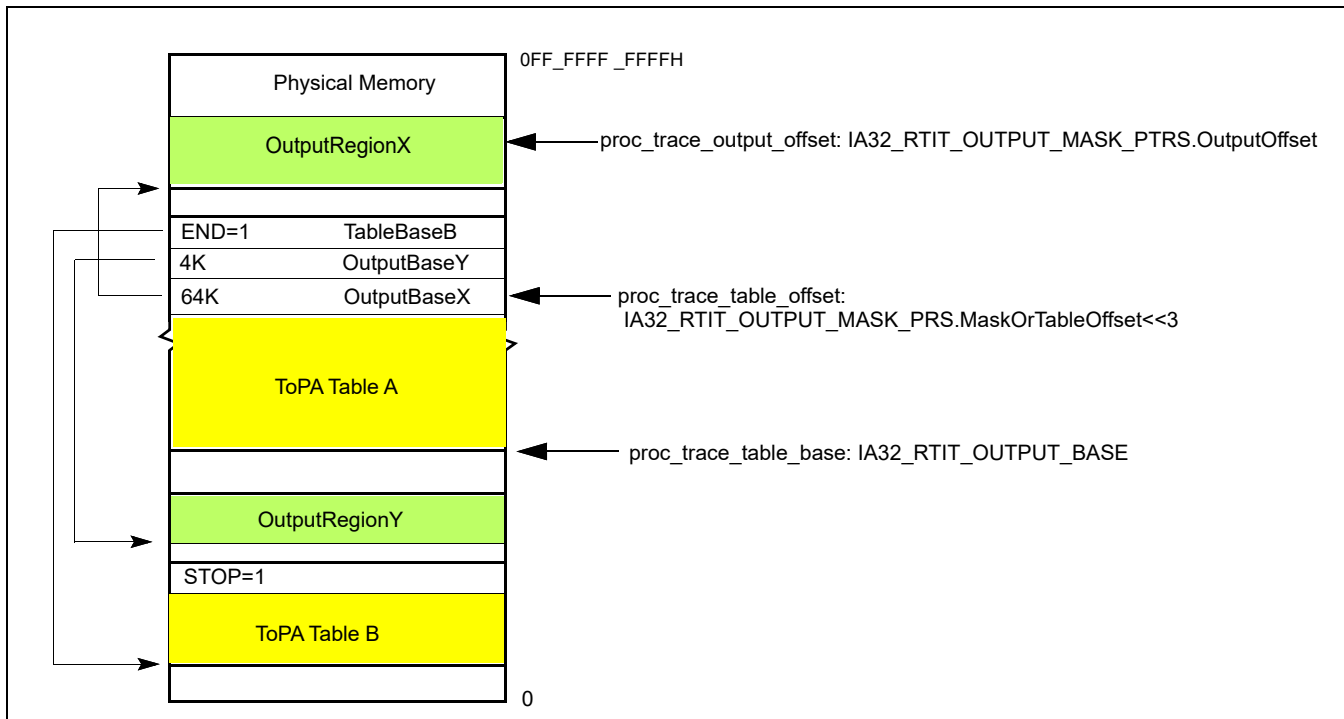 0FF_FFFF _FFFFH
Physical Memory
OutputRegionX
proc_trace_output_offset: IA32_RTIT_OUTPUT_MASK_PTRS.OutputOffset
END=1 TableBaseB
4K OutputBaseY
64K OutputBaseX
proc_trace_table_offset:
IA32_RTIT_OUTPUT_MASK_PRS.MaskOrTableOffset<<3
ToPA Table A
proc_trace_table_base: IA32_RTIT_OUTPUT_BASE
OutputRegionY
STOP=1
ToPA Table B
0